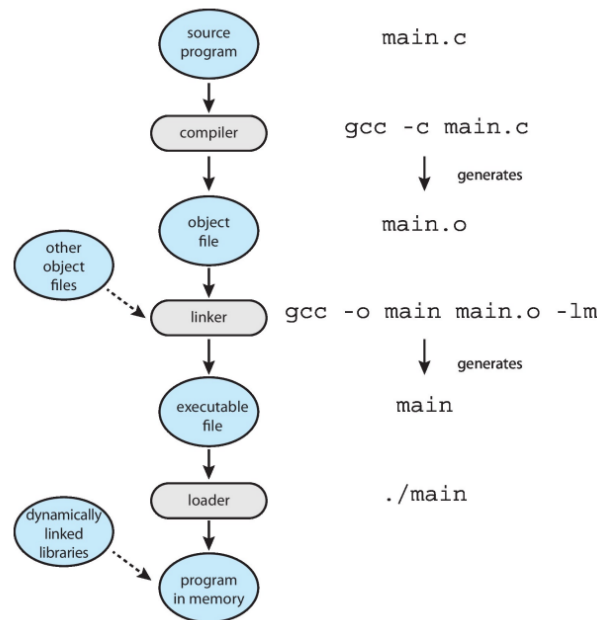 source
program
main.c
compiler
gcc -c main.c
generates
object
file
main.o
other
object
files
linker
gcc -o main main.o -lm
generates
executable
file
main
loader
./main
dynamically
linked
libraries
program
in memory